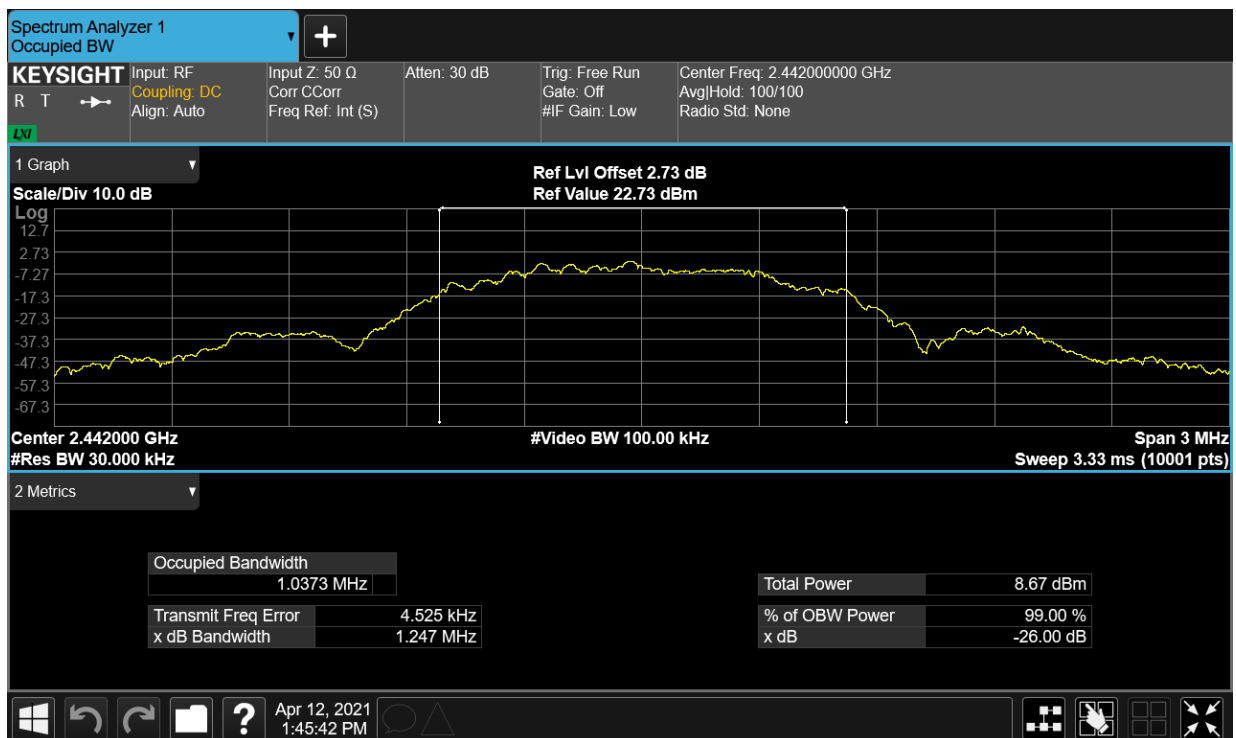 Spectrum Analyzer 1
Occupied BW
KEYSIGHT
R T
LXI
Input: RF
Coupling: DC
Align: Auto
Input Z: 50 Ω
Corr CCorr
Freq Ref: Int (S)
Atten: 30 dB
Trig: Free Run
Gate: Off
#IF Gain: Low
Center Freq: 2.442000000 GHz
Avg|Hold: 100/100
Radio Std: None
1 Graph
Ref Lvl Offset 2.73 dB
Scale/Div 10.0 dB
Ref Value 22.73 dBm
Log
12.7
2.73
-7.27
-17.3
-27.3
-37.3
-47.3
-57.3
-67.3
Center 2.442000 GHz
#Video BW 100.00 kHz
Span 3 MHz
#Res BW 30.000 kHz
Sweep 3.33 ms (10001 pts)
2 Metrics
Occupied Bandwidth
1.0373 MHz
Total Power 8.67 dBm
Transmit Freq Error 4.525 kHz
% of OBW Power 99.00 %
x dB Bandwidth 1.247 MHz
x dB -26.00 dB
?
Apr 12, 2021
1:45:42 PM